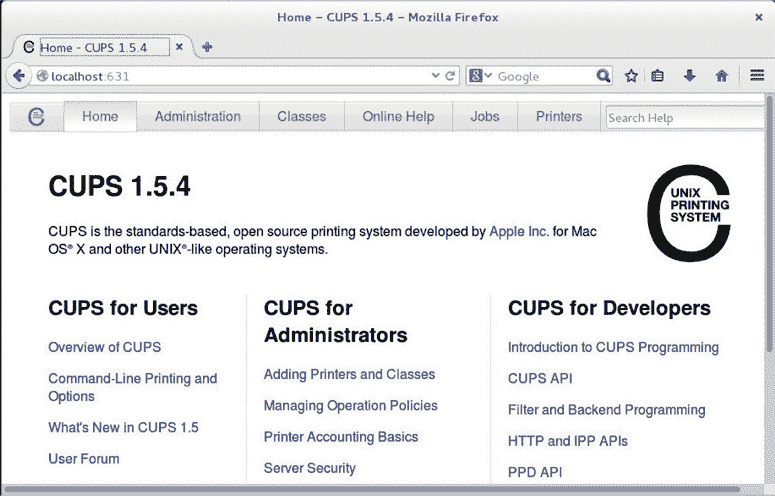 Home – CUPS 1.5.4 – Mozilla Firefox
Home - CUPS 1.5.4
localhost:631
Google
Home
Administration
Classes
Online Help
Jobs
Printers
Search Help
CUPS 1.5.4
CUPS is the standards-based, open source printing system developed by Apple Inc. for Mac
OS® X and other UNIX®-like operating systems.
UNIX
PRINTING
SYSTEM
CUPS for Users
Overview of CUPS
Command-Line Printing and
Options
What's New in CUPS 1.5
User Forum
CUPS for
Administrators
Adding Printers and Classes
Managing Operation Policies
Printer Accounting Basics
Server Security
CUPS for Developers
Introduction to CUPS Programming
CUPS API
Filter and Backend Programming
HTTP and IPP APIs
PPD API